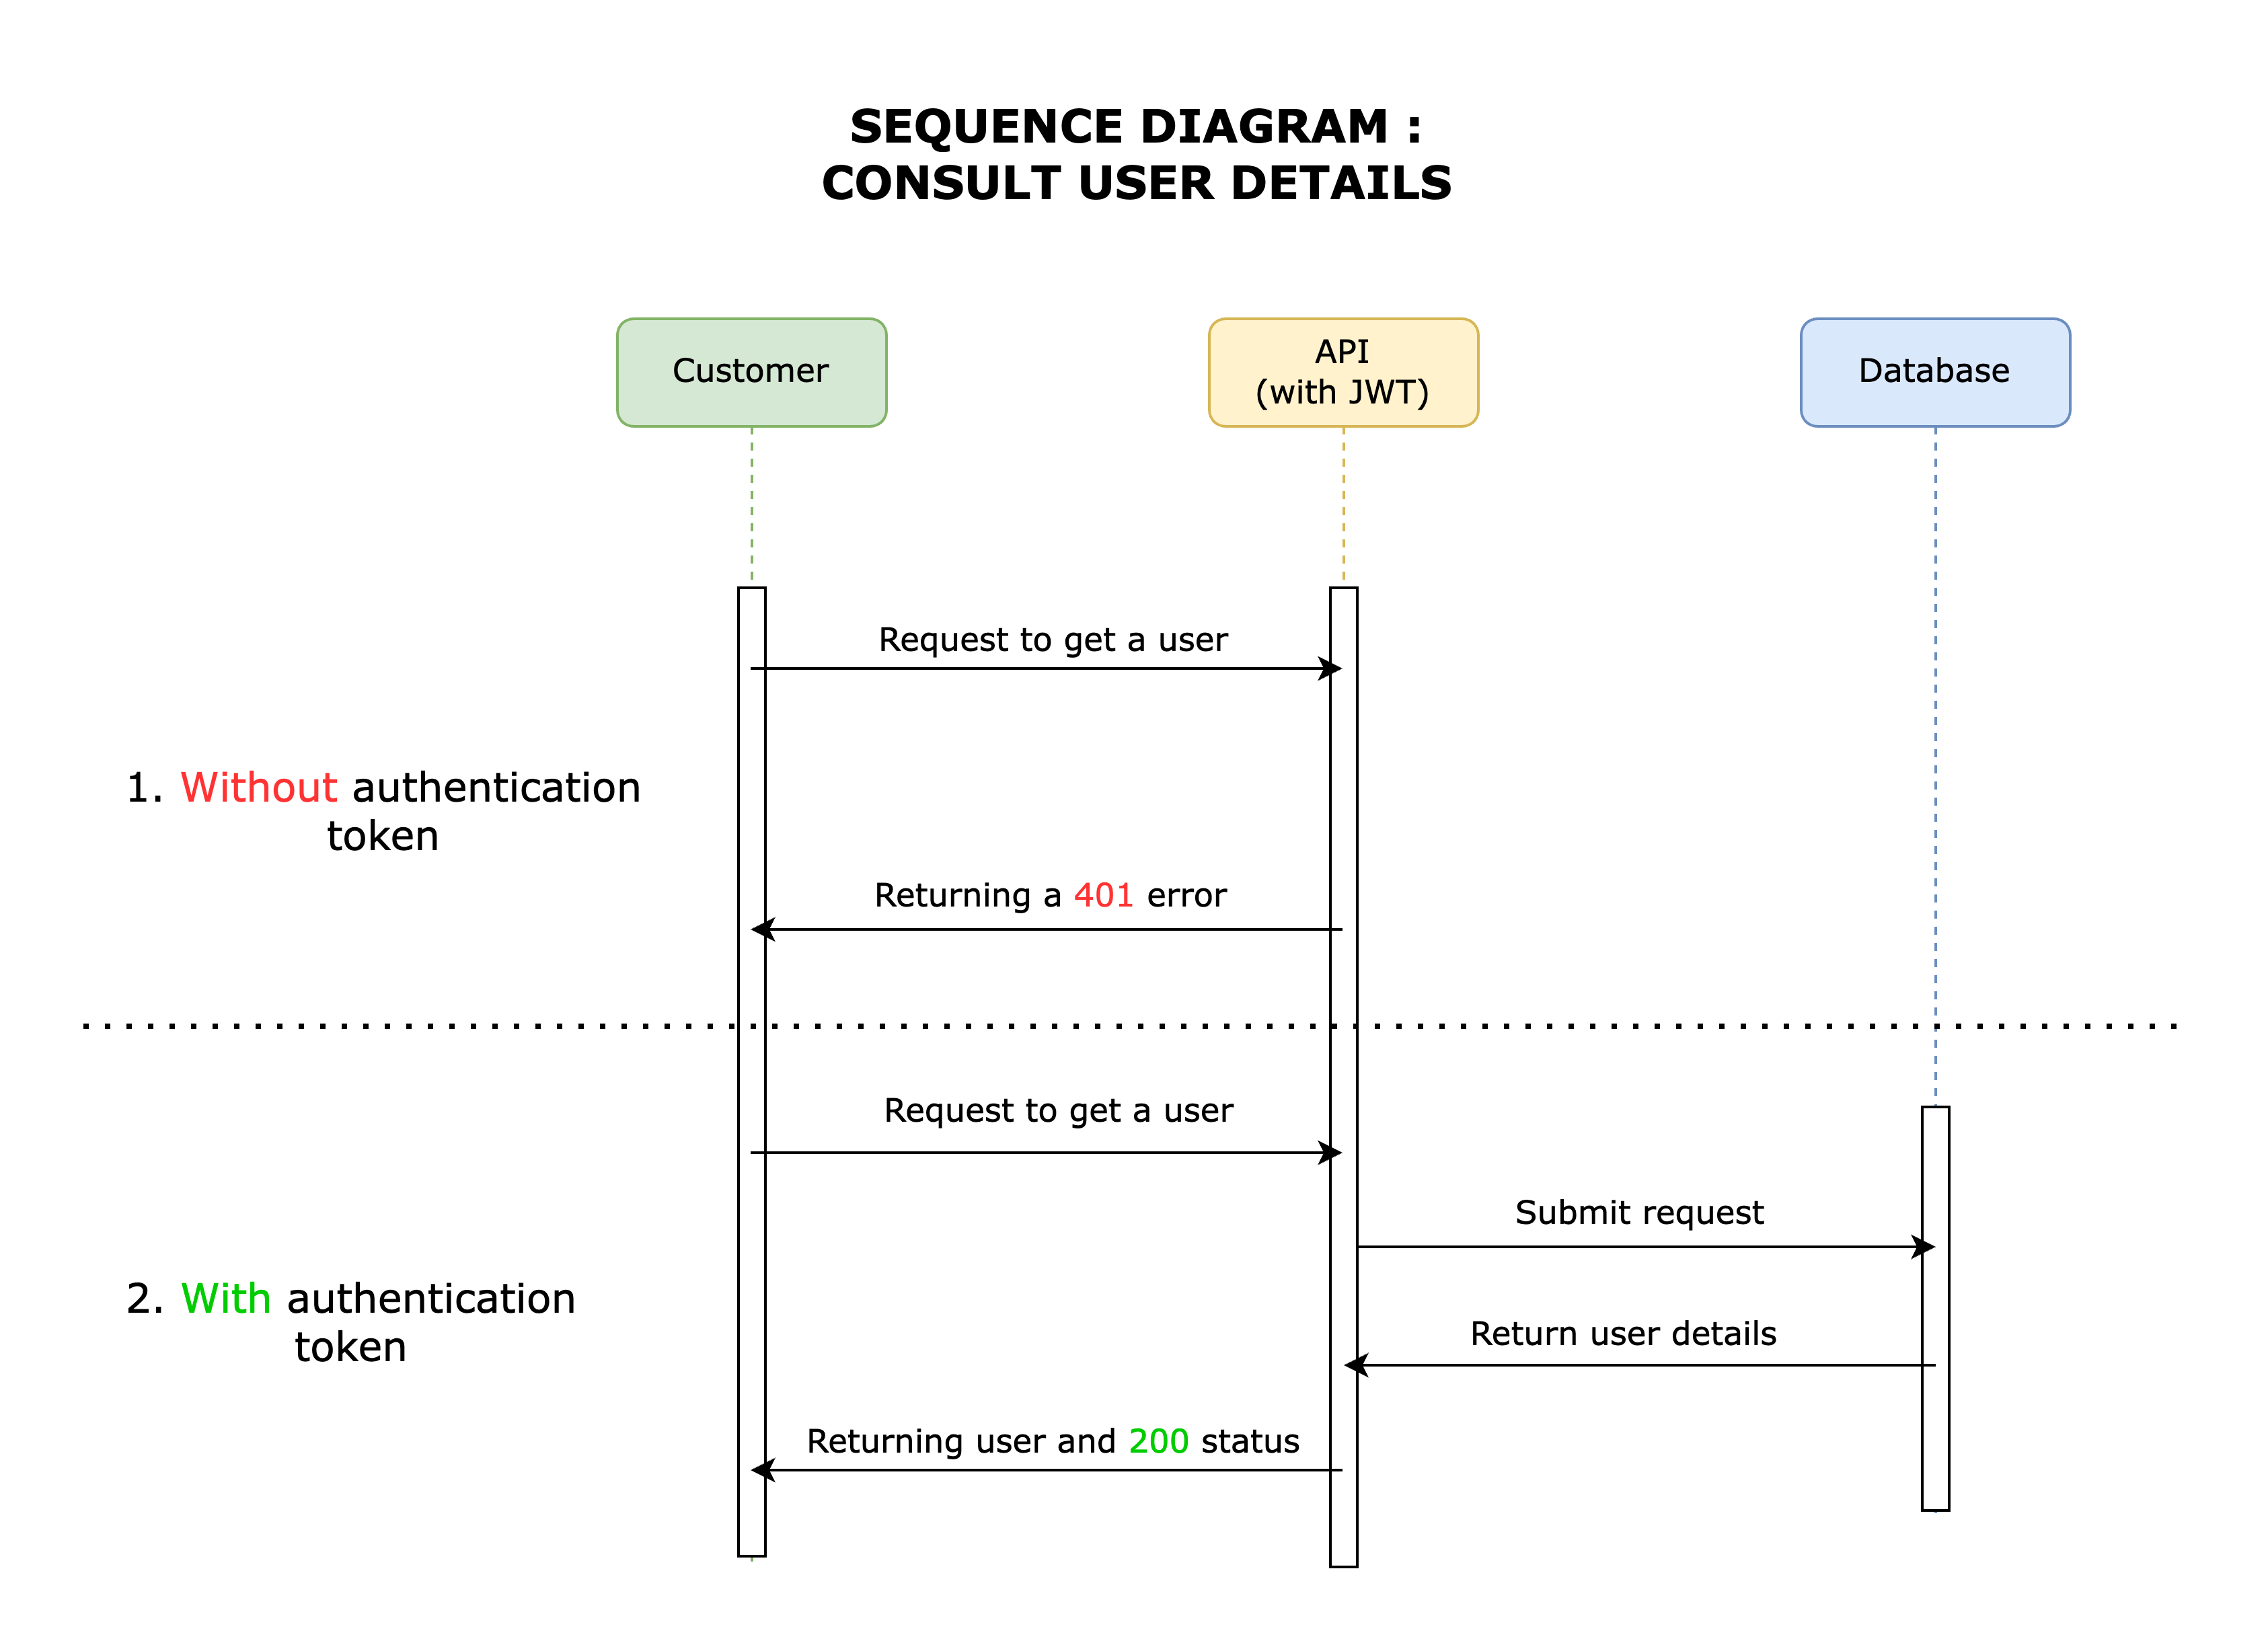 SEQUENCE DIAGRAM :
CONSULT USER DETAILS
Customer
API
(with JWT)
Database
Request to get a user
1. Without authentication
token
Returning a 401 error
Request to get a user
Submit request
2. With authentication
token
Return user details
Returning user and 200 status